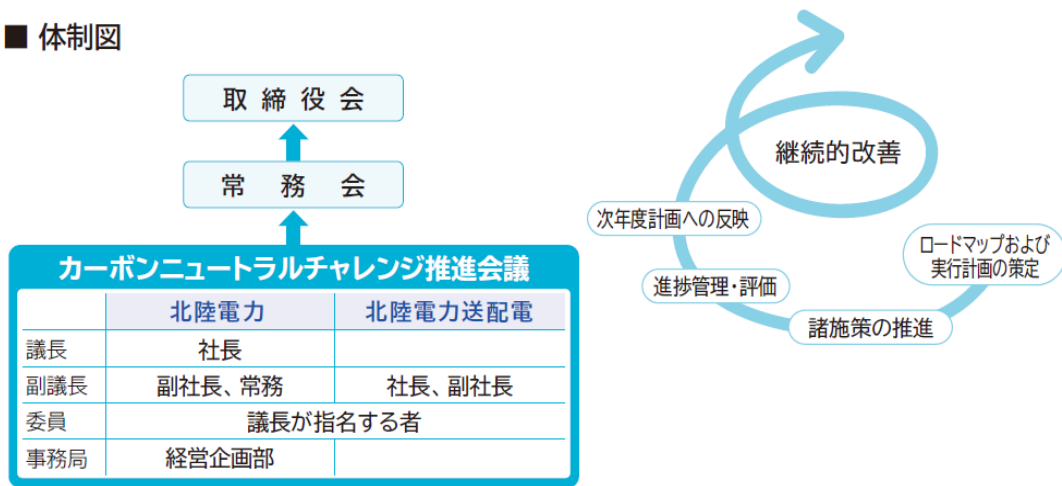 ■ 体制図
取締役会
常務会
カーボンニュートラルチャレンジ推進会議
北陸電力 北陸電力送配電
議長 社長
副議長 副社長、常務 社長、副社長
委員 議長が指名する者
事務局 経営企画部
継続的改善
次年度計画への反映
進捗管理・評価
諸施策の推進
ロードマップおよび
実行計画の策定